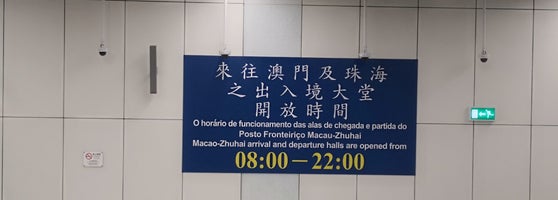 來往澳門及珠海
之出入境大堂
開放時間
O horário de funcionamento das alas de chegada e partida do
Posto Fronteiriço Macau-Zhuhai
Macao-Zhuhai arrival and departure halls are opened from
08:00－22:00